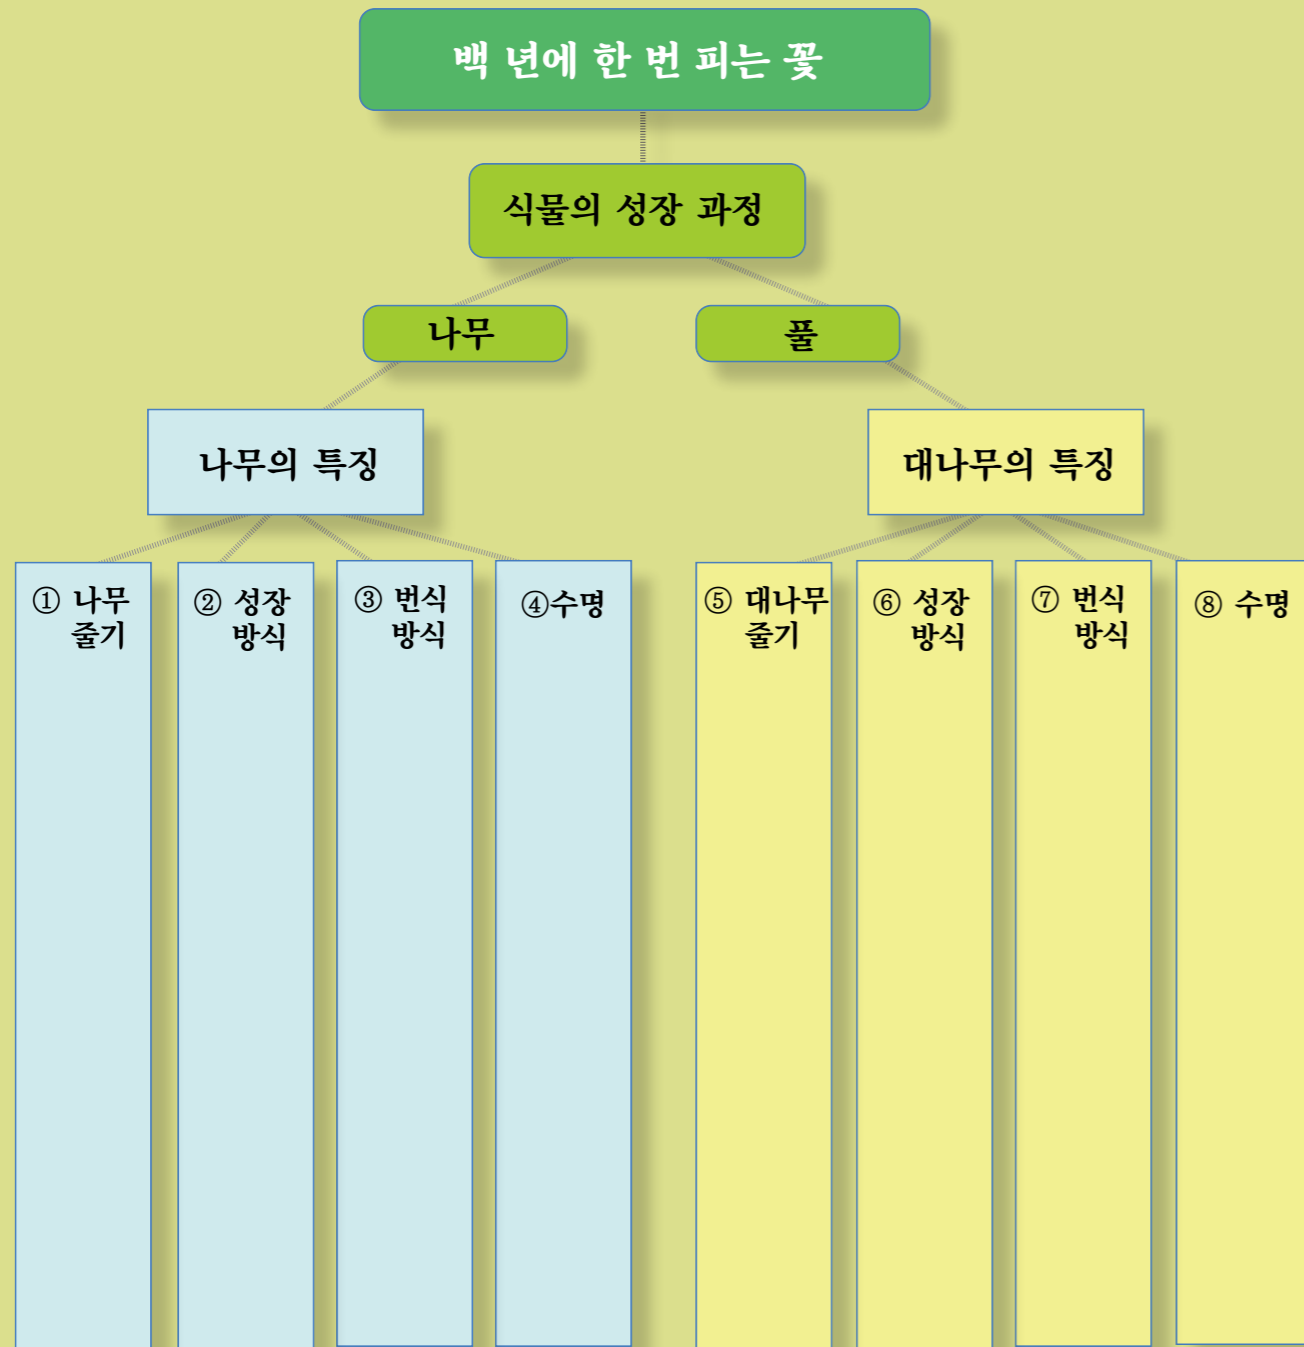 백 년에 한 번 피는 꽃
식물의 성장 과정
나무
풀
나무의 특징
대나무의 특징
① 나무
줄기
② 성장
방식
③ 번식
방식
④수명
⑤ 대나무
줄기
⑥ 성장
방식
⑦ 번식
방식
⑧ 수명